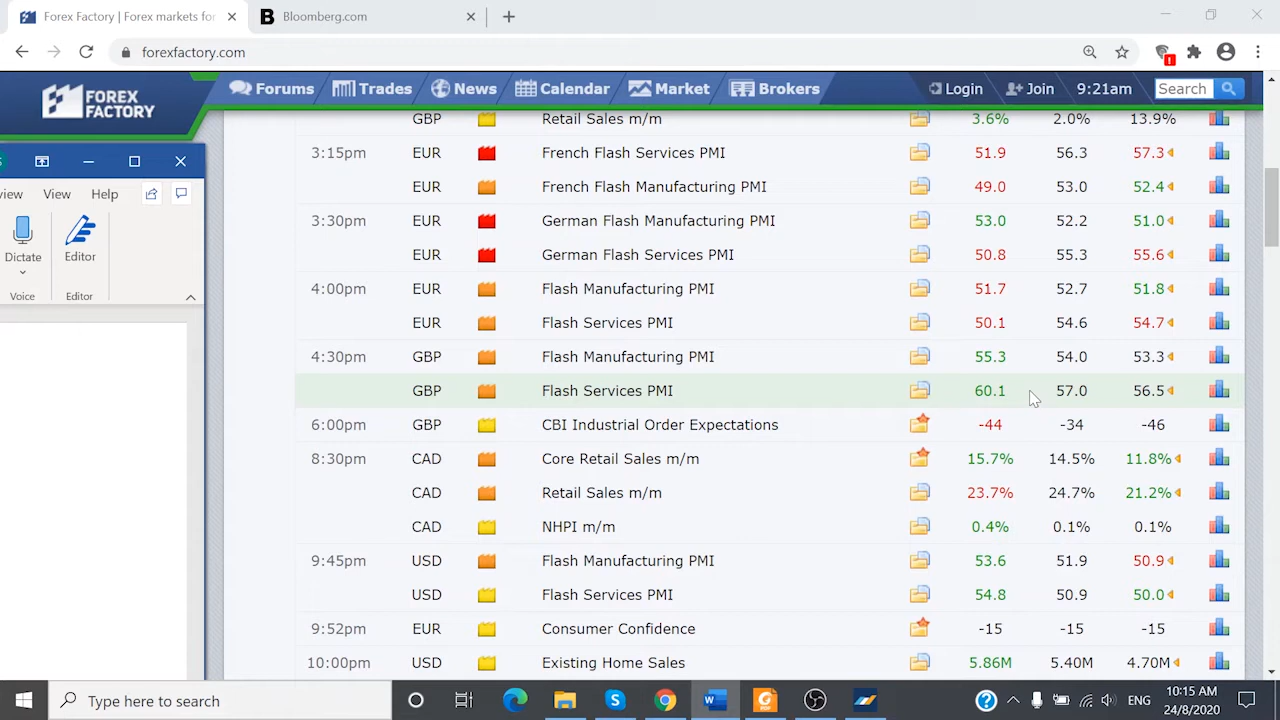 Forex Factory | Forex markets for
B Bloomberg.com
forexfactory.com
FOREX FACTORY
Forums Trades News Calendar Market Brokers Login Join 9:21am Search
GBP Retail Sales m/m 3.6% 2.0% 13.9%
3:15pm EUR French Flash Services PMI 51.9 56.3 57.3
EUR French Flash Manufacturing PMI 49.0 53.0 52.4
3:30pm EUR German Flash Manufacturing PMI 53.0 52.2 51.0
EUR German Flash Services PMI 50.8 55.3 55.6
4:00pm EUR Flash Manufacturing PMI 51.7 52.7 51.8
EUR Flash Services PMI 50.1 54.6 54.7
4:30pm GBP Flash Manufacturing PMI 55.3 54.0 53.3
GBP Flash Services PMI 60.1 57.0 56.5
6:00pm GBP CBI Industrial Order Expectations -44 -34 -46
8:30pm CAD Core Retail Sales m/m 15.7% 14.5% 11.8%
CAD Retail Sales m/m 23.7% 24.7% 21.2%
CAD NHPI m/m 0.4% 0.1% 0.1%
9:45pm USD Flash Manufacturing PMI 53.6 51.9 50.9
USD Flash Services PMI 54.8 50.9 50.0
9:52pm EUR Consumer Confidence -15 -15 -15
10:00pm USD Existing Home Sales 5.86M 5.40M 4.70M
view View Help
Dictate Editor
Voice Editor
Type here to search
ENG
10:15 AM
24/8/2020